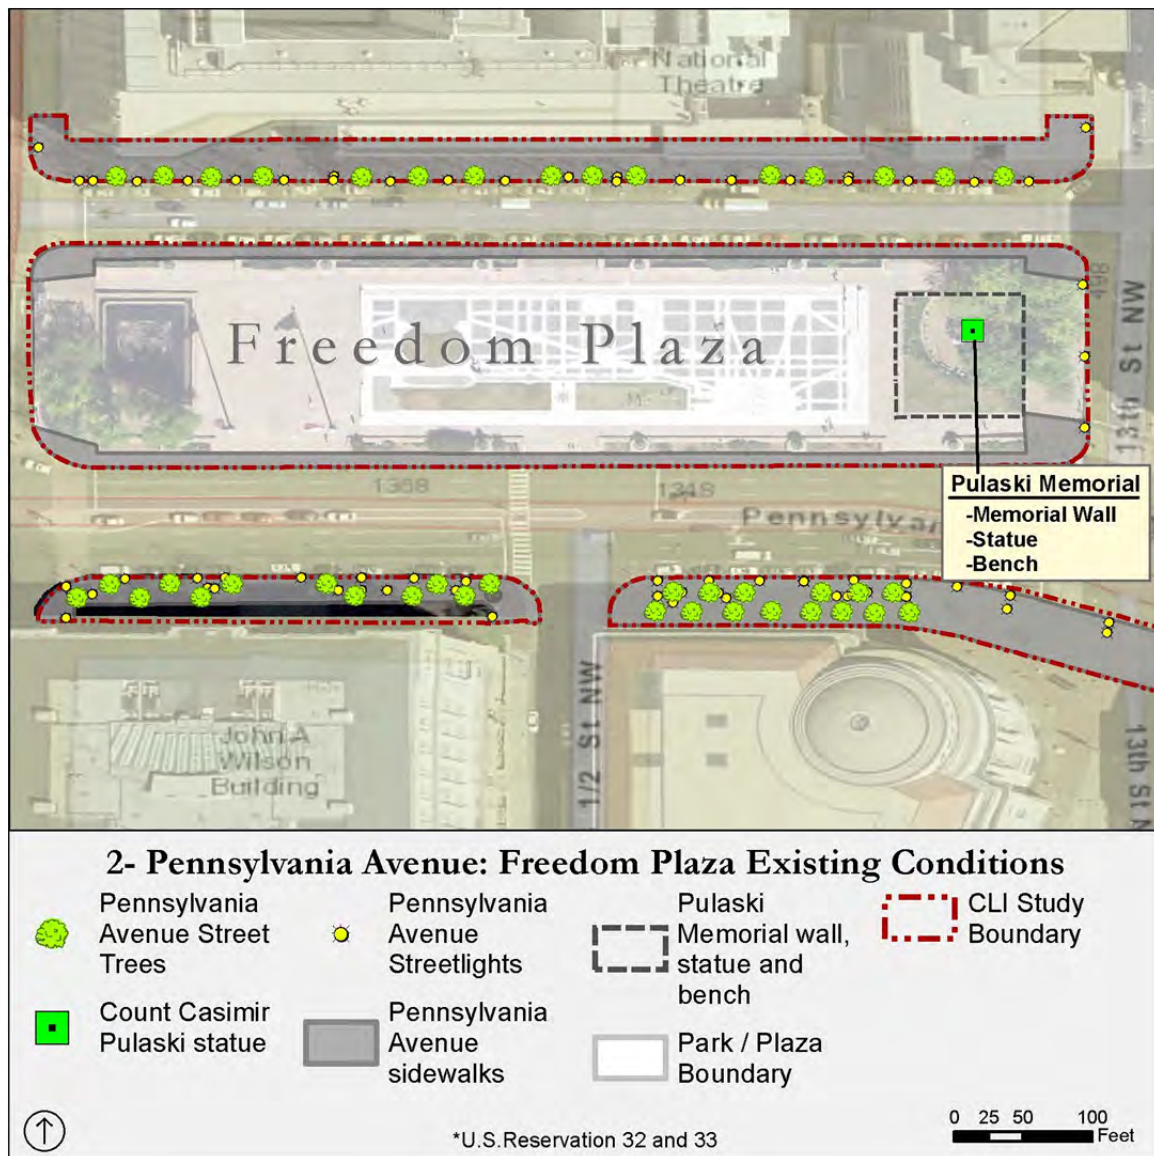 National
Theatre
Freedom Plaza
498
13th St NW
1358
1348
Pennsylvan
Pulaski Memorial
-Memorial Wall
-Statue
-Bench
1/2 St NW
John A
Wilson
Building
13th St N
2- Pennsylvania Avenue: Freedom Plaza Existing Conditions
Pennsylvania
Avenue Street
Trees
Pennsylvania
Avenue
Streetlights
Pulaski
Memorial wall,
statue and
bench
CLI Study
Boundary
Count Casimir
Pulaski statue
Pennsylvania
Avenue
sidewalks
Park / Plaza
Boundary
*U.S.Reservation 32 and 33
0 25 50 100
Feet